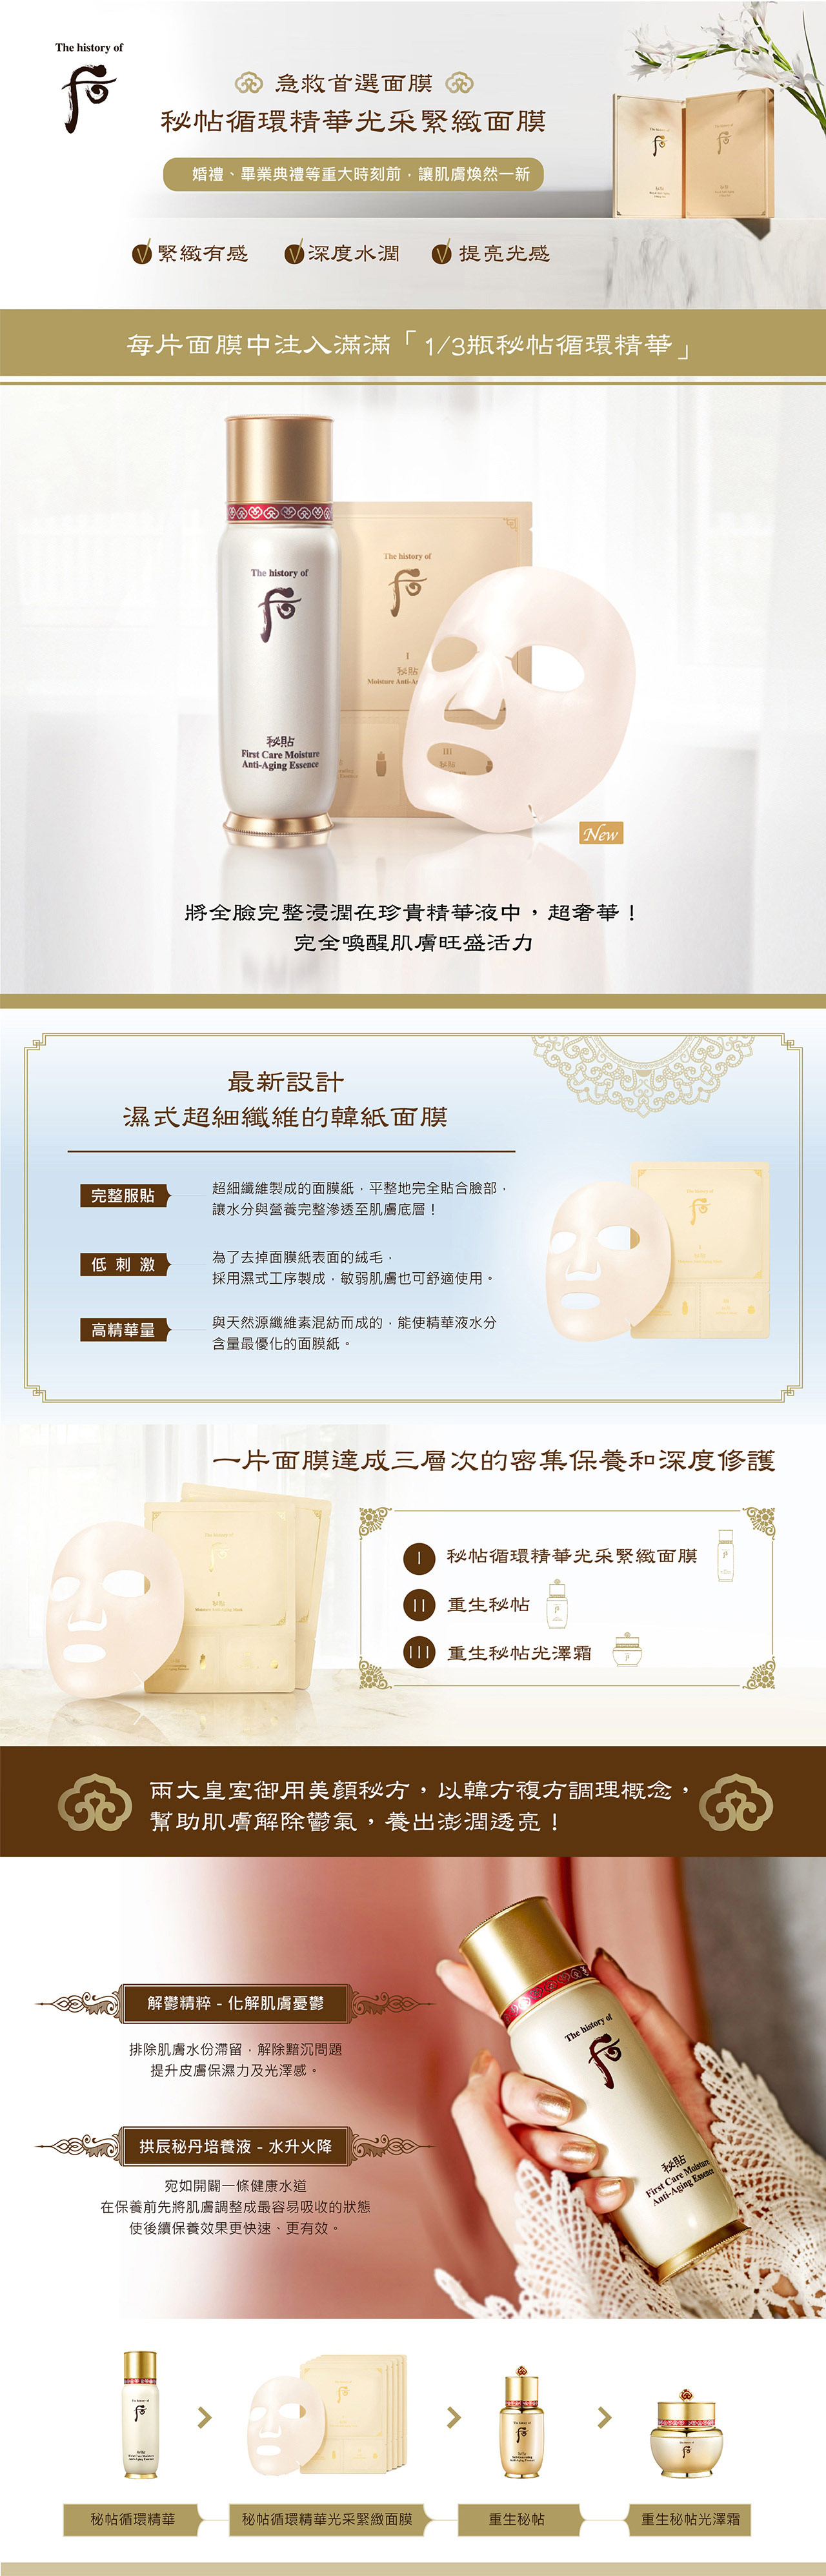 The history of
后
急救首選面膜
秘帖循環精華光采緊緻面膜
婚禮、畢業典禮等重大時刻前，讓肌膚煥然一新
緊緻有感
深度水潤
提亮光感
每片面膜中注入滿滿「1/3瓶秘帖循環精華」
The history of
后
秘貼
First Care Moisture
Anti-Aging Essence
The history of
后
I
秘貼
Moisture Anti-A
III
秘貼
New
將全臉完整浸潤在珍貴精華液中，超奢華！
完全喚醒肌膚旺盛活力
最新設計
濕式超細纖維的韓紙面膜
完整服貼
超細纖維製成的面膜紙，平整地完全貼合臉部，
讓水分與營養完整滲透至肌膚底層！
低刺激
為了去掉面膜紙表面的絨毛，
採用濕式工序製成，敏弱肌膚也可舒適使用。
高精華量
與天然源纖維素混紡而成的，能使精華液水分
含量最優化的面膜紙。
一片面膜達成三層次的密集保養和深度修護
I 秘帖循環精華光采緊緻面膜
II 重生秘帖
III 重生秘帖光澤霜
兩大皇室御用美顏秘方，以韓方複方調理概念，
幫助肌膚解除鬱氣，養出澎潤透亮！
解鬱精粹 - 化解肌膚憂鬱
排除肌膚水份滯留，解除黯沉問題
提升皮膚保濕力及光澤感。
拱辰秘丹培養液 - 水升火降
宛如開闢一條健康水道
在保養前先將肌膚調整成最容易吸收的狀態
使後續保養效果更快速、更有效。
The history of
后
秘貼
First Care Moisture
Anti-Aging Essence
秘帖循環精華
秘帖循環精華光采緊緻面膜
重生秘帖
重生秘帖光澤霜